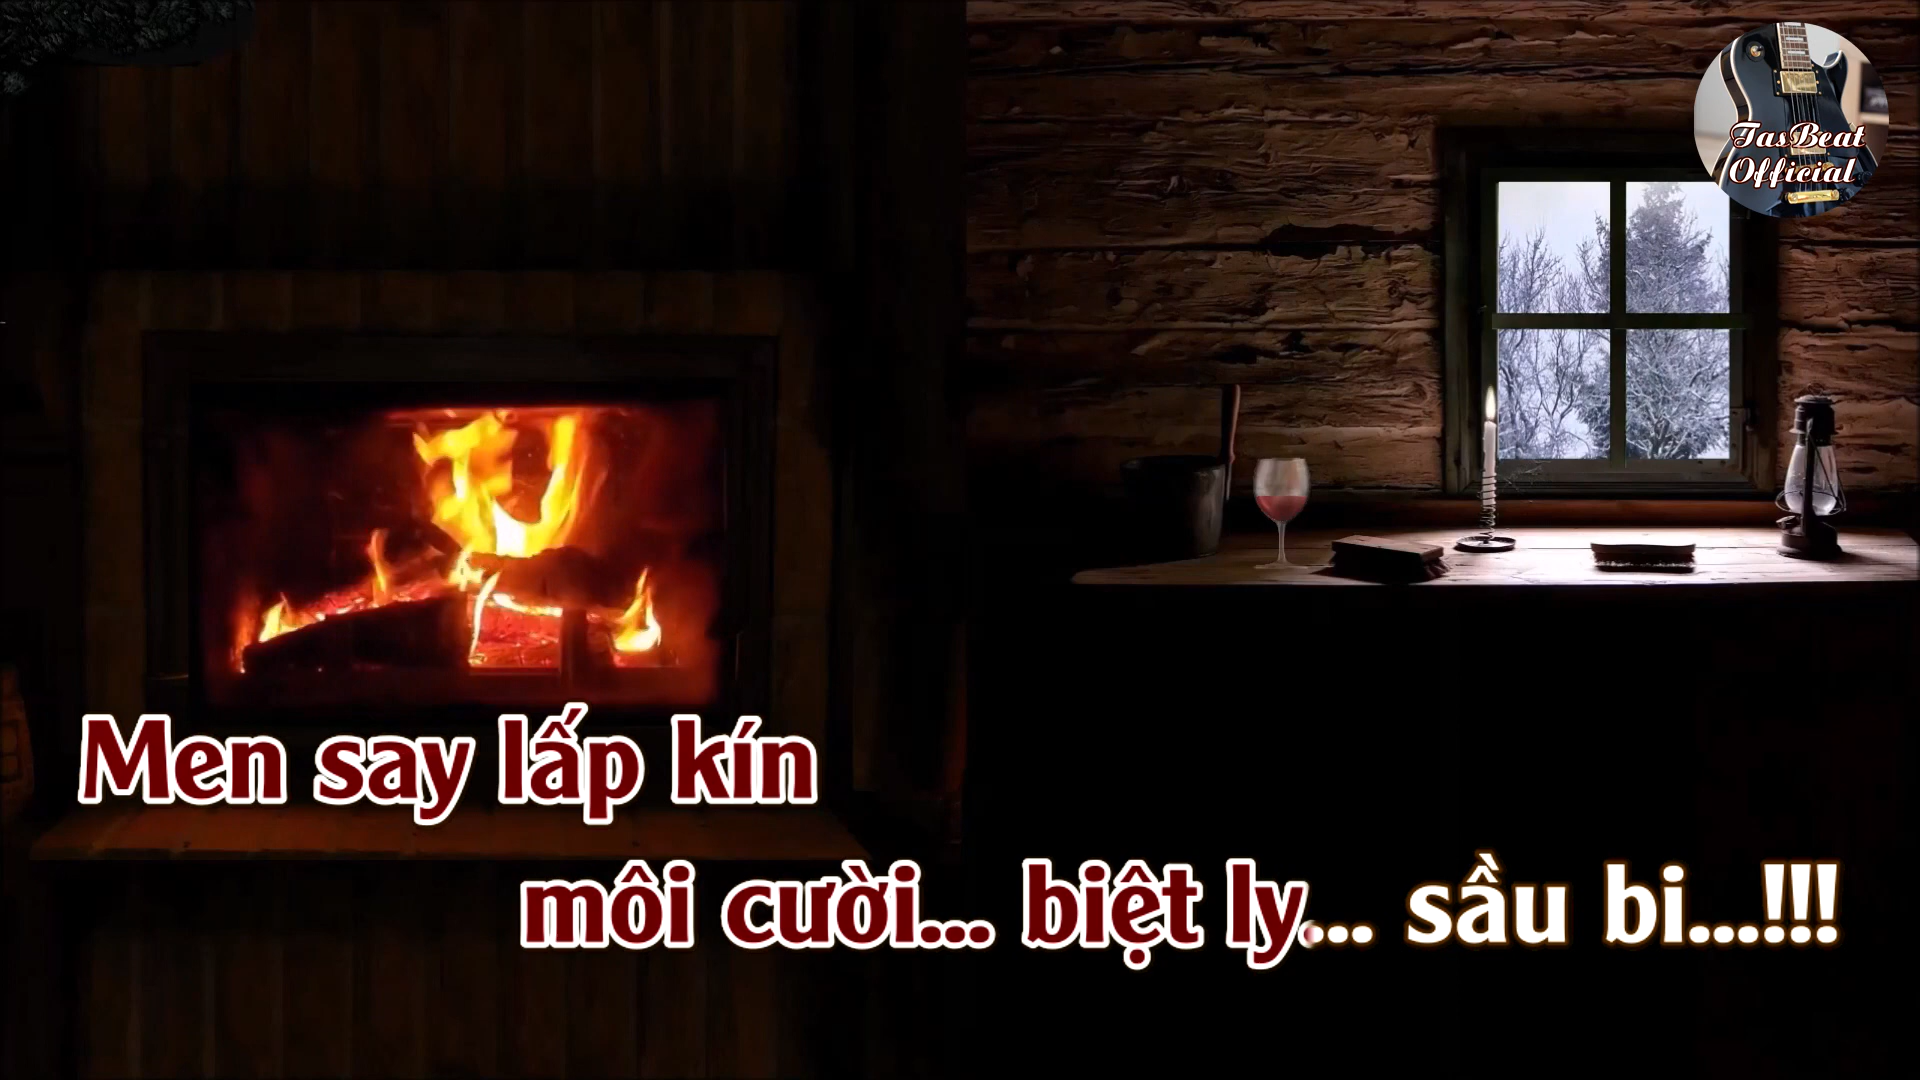 TasBeat
Official
Men say lấp kín
môi cười... biệt ly... sầu bi...!!!